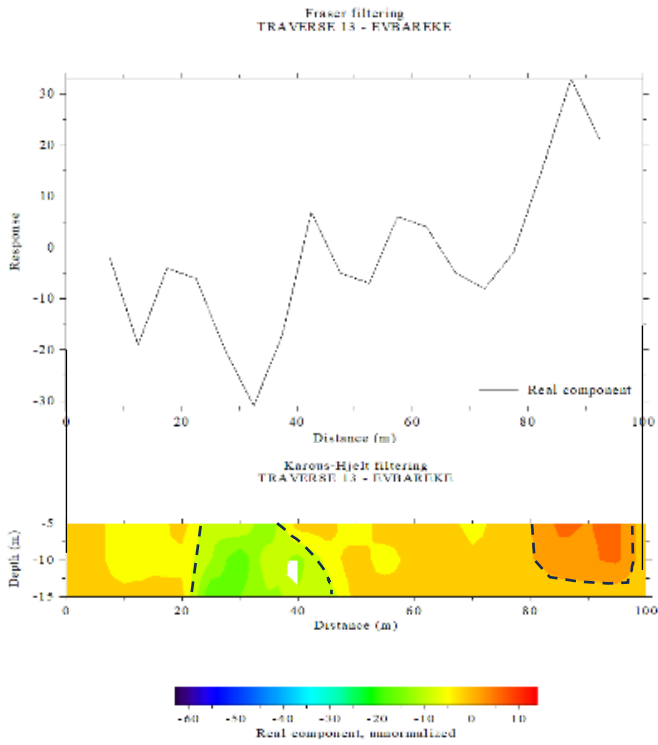 Fraser filtering
TRAVERSE 13 - EVBAREKE
30
20
10
0
-10
-20
-30
Response
Real component
0 20 40 60 80 100
Distance (m)
Karous-Hjelt filtering
TRAVERSE 13 - EVBAREKE
-5
-10
-15
Depth (m)
0 20 40 60 80 100
Distance (m)
-60 -50 -40 -30 -20 -10 0 10
Real component, unnormalized